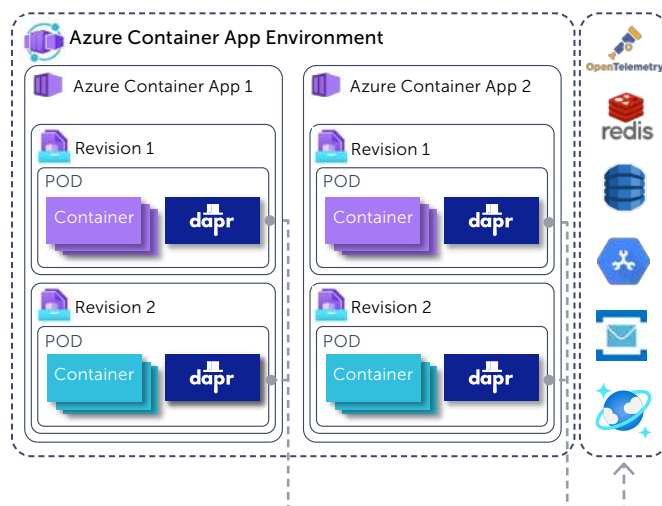 Azure Container App Environment
Azure Container App 1
Revision 1
POD
Container
dapr
Revision 2
POD
Container
dapr
Azure Container App 2
Revision 1
POD
Container
dapr
Revision 2
POD
Container
dapr
OpenTelemetry
redis